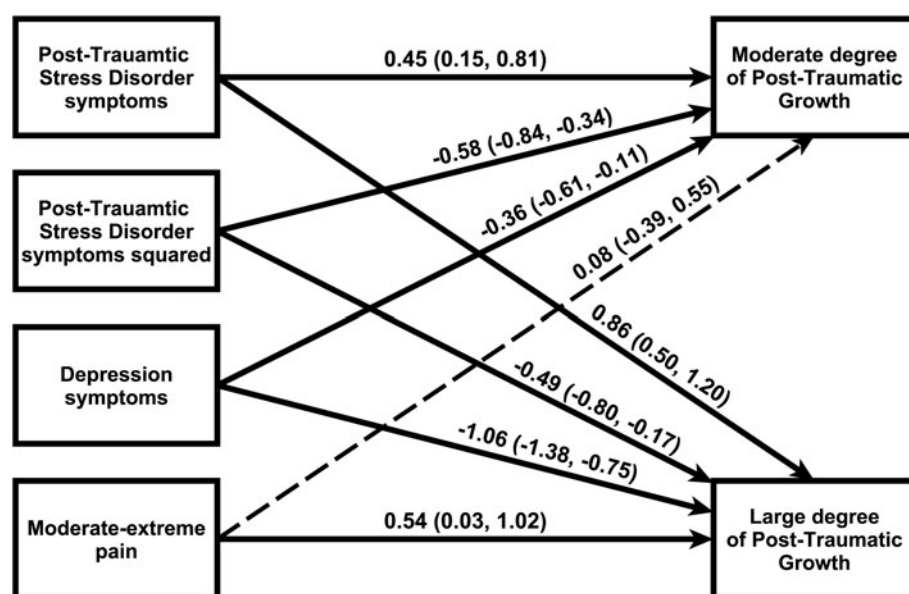 Post-Trauamtic
Stress Disorder
symptoms
0.45 (0.15, 0.81)
Moderate degree
of Post-Traumatic
Growth
-0.58 (-0.84, -0.34)
Post-Trauamtic
Stress Disorder
symptoms squared
-0.36 (-0.61, -0.11)
0.08 (-0.39, 0.55)
0.86 (0.50, 1.20)
Depression
symptoms
-0.49 (-0.80, -0.17)
-1.06 (-1.38, -0.75)
Moderate-extreme
pain
0.54 (0.03, 1.02)
Large degree
of Post-Traumatic
Growth